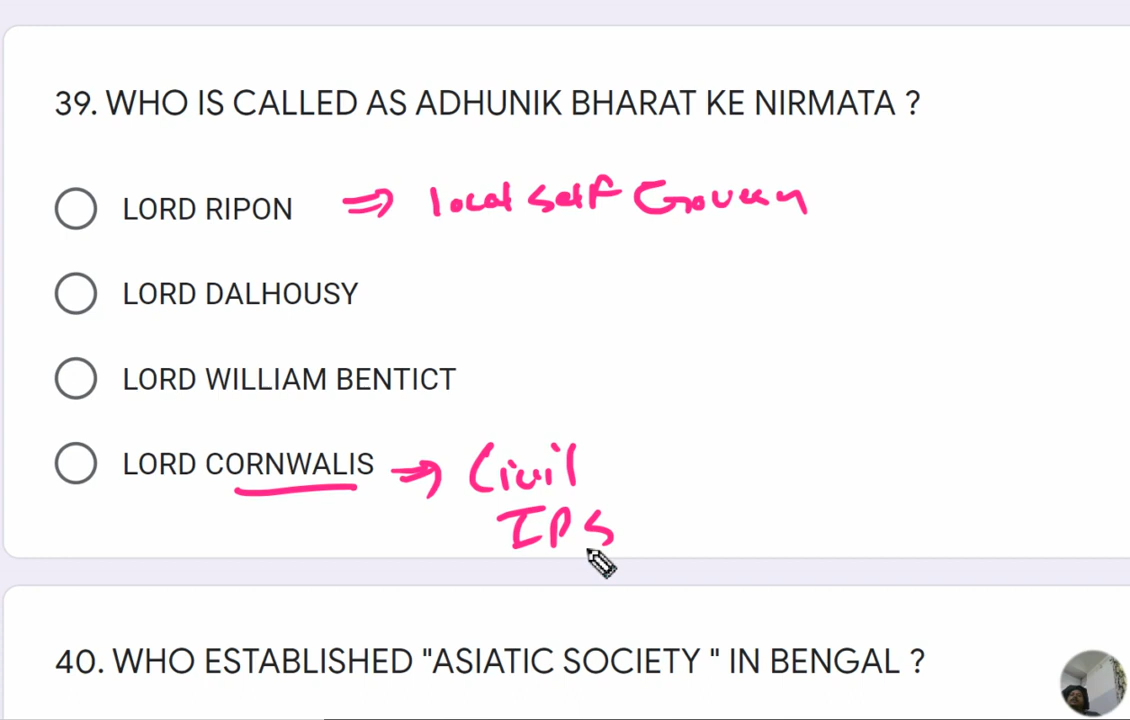 39. WHO IS CALLED AS ADHUNIK BHARAT KE NIRMATA ?
LORD RIPON ⇒ local Self Govern
LORD DALHOUSY
LORD WILLIAM BENTICT
LORD CORNWALIS ⇒ Civil
IPS
40. WHO ESTABLISHED "ASIATIC SOCIETY " IN BENGAL ?